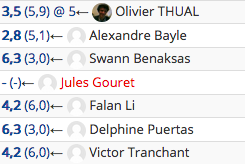 3,5 (5,9) @ 5← Olivier THUAL
2,8 (5,1)← Alexandre Bayle
6,3 (3,0)← Swann Benaksas
- (-)← Jules Gouret
4,2 (6,0)← Falan Li
6,3 (3,0)← Delphine Puertas
4,2 (6,0)← Victor Tranchant